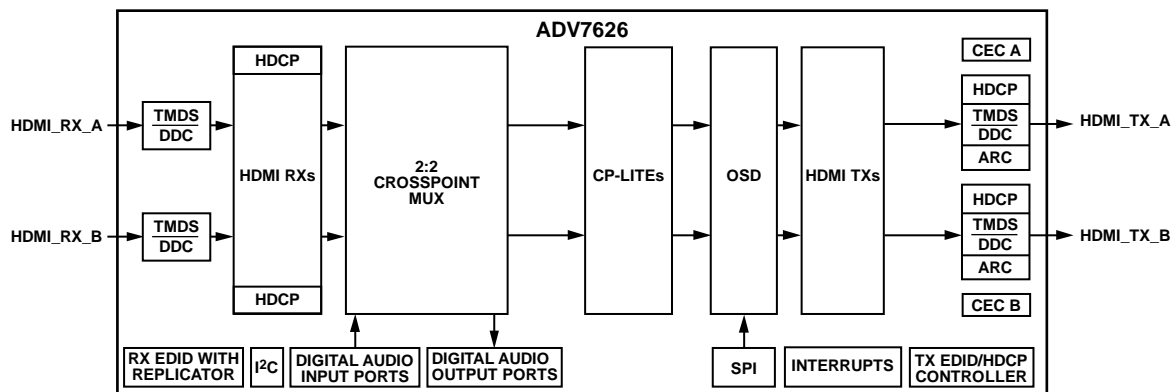 ADV7626
HDMI_RX_A
HDMI_RX_B
TMDS
DDC
TMDS
DDC
HDCP
HDMI RXs
HDCP
2:2
CROSSPOINT
MUX
CP-LITEs
OSD
HDMI TXs
CEC A
HDCP
TMDS
DDC
ARC
HDMI_TX_A
HDCP
TMDS
DDC
ARC
HDMI_TX_B
CEC B
RX EDID WITH
REPLICATOR
I²C
DIGITAL AUDIO
INPUT PORTS
DIGITAL AUDIO
OUTPUT PORTS
SPI
INTERRUPTS
TX EDID/HDCP
CONTROLLER